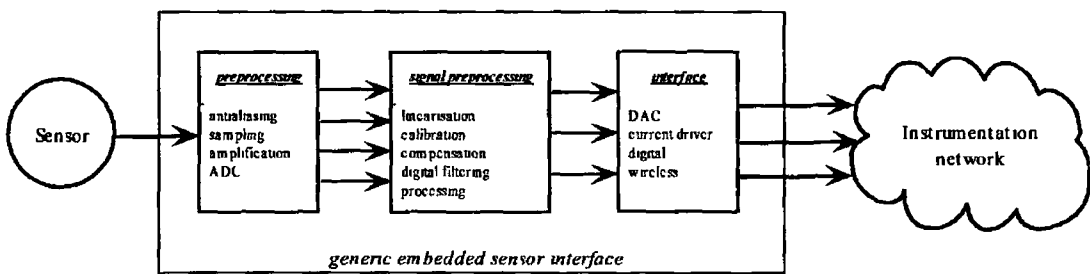 Sensor
preprocessing
antialiasing
sampling
amplification
ADC
signal preprocessing
linearisation
calibration
compensation
digital filtering
processing
interface
DAC
current driver
digital
wireless
Instrumentation
network
generic embedded sensor interface